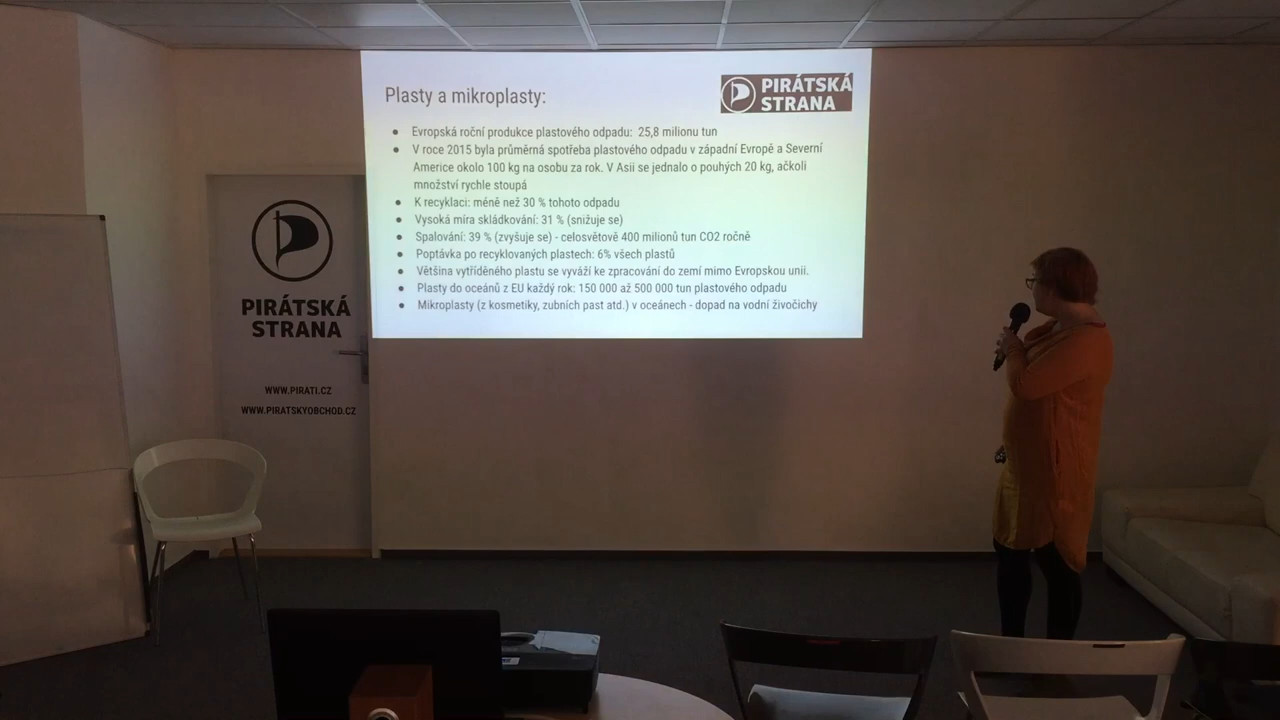 Plasty a mikroplasty:
PIRÁTSKÁ
STRANA
● Evropská roční produkce plastového odpadu: 25,8 milionu tun
● V roce 2015 byla průměrná spotřeba plastového odpadu v západní Evropě a Severní
Americe okolo 100 kg na osobu za rok. V Asii se jednalo o pouhých 20 kg, ačkoli
množství rychle stoupá
● K recyklaci: méně než 30 % tohoto odpadu
● Vysoká míra skládkování: 31 % (snižuje se)
● Spalování: 39 % (zvyšuje se) - celosvětově 400 milionů tun CO2 ročně
● Poptávka po recyklovaných plastech: 6% všech plastů
● Většina vytříděného plastu se vyváží ke zpracování do zemí mimo Evropskou unii.
● Plasty do oceánů z EU každý rok: 150 000 až 500 000 tun plastového odpadu
● Mikroplasty (z kosmetiky, zubních past atd.) v oceánech - dopad na vodní živočichy
PIRÁTSKÁ
STRANA
WWW.PIRATI.CZ
WWW.PIRATSKYOBCHOD.CZ